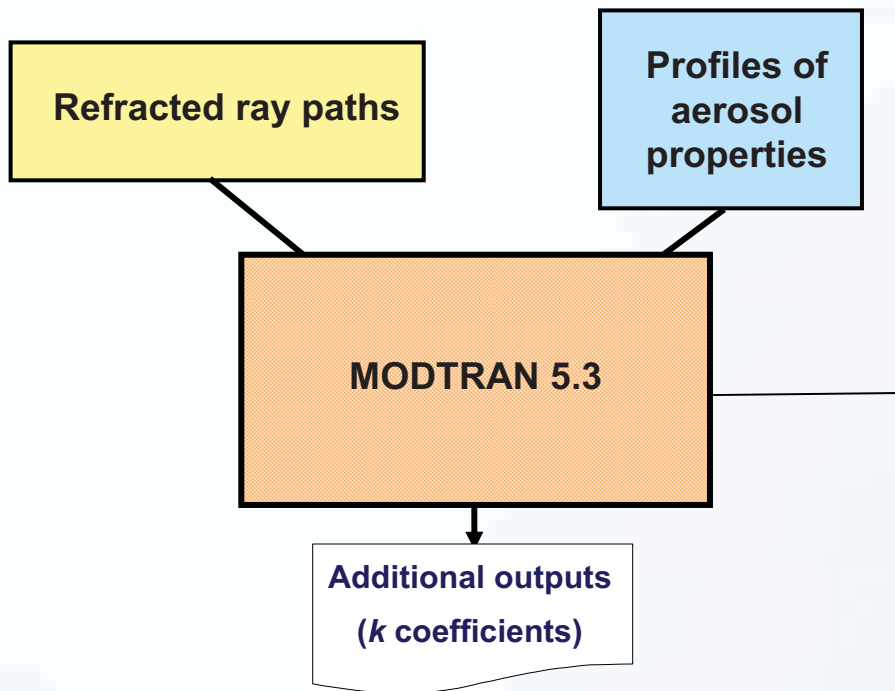 Refracted ray paths
Profiles of
aerosol
properties
MODTRAN 5.3
Additional outputs
(k coefficients)